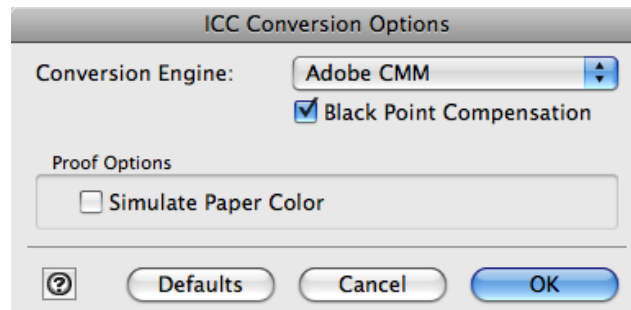 ICC Conversion Options
Conversion Engine: Adobe CMM
Black Point Compensation
Proof Options
Simulate Paper Color
? Defaults Cancel OK